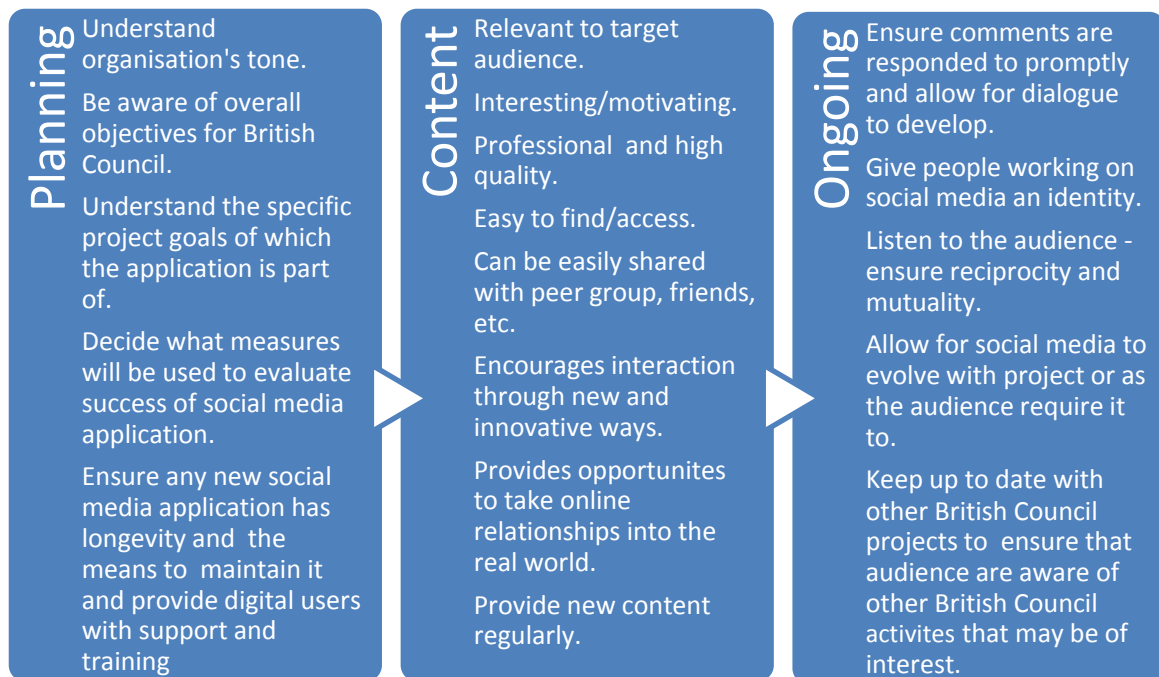 Planning
Understand
organisation's tone.
Be aware of overall
objectives for British
Council.
Understand the specific
project goals of which
the application is part
of.
Decide what measures
will be used to evaluate
success of social media
application.
Ensure any new social
media application has
longevity and the
means to maintain it
and provide digital users
with support and
training
Content
Relevant to target
audience.
Interesting/motivating.
Professional and high
quality.
Easy to find/access.
Can be easily shared
with peer group, friends,
etc.
Encourages interaction
through new and
innovative ways.
Provides opportunites
to take online
relationships into the
real world.
Provide new content
regularly.
Ongoing
Ensure comments are
responded to promptly
and allow for dialogue
to develop.
Give people working on
social media an identity.
Listen to the audience -
ensure reciprocity and
mutuality.
Allow for social media to
evolve with project or as
the audience require it
to.
Keep up to date with
other British Council
projects to ensure that
audience are aware of
other British Council
activites that may be of
interest.